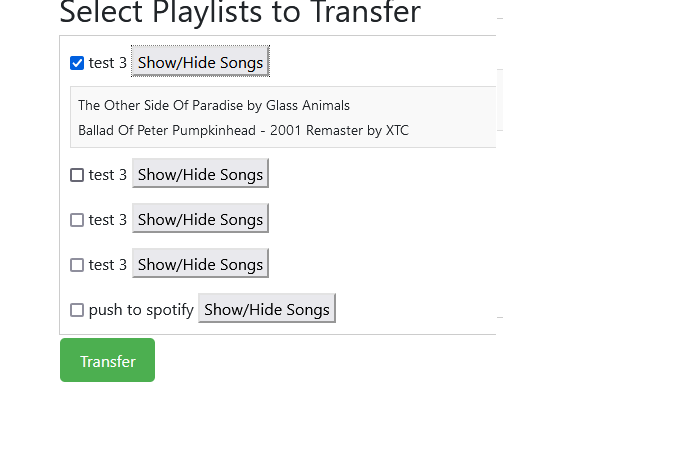 Select Playlists to Transfer
test 3 Show/Hide Songs
The Other Side Of Paradise by Glass Animals
Ballad Of Peter Pumpkinhead - 2001 Remaster by XTC
test 3 Show/Hide Songs
test 3 Show/Hide Songs
test 3 Show/Hide Songs
push to spotify Show/Hide Songs
Transfer